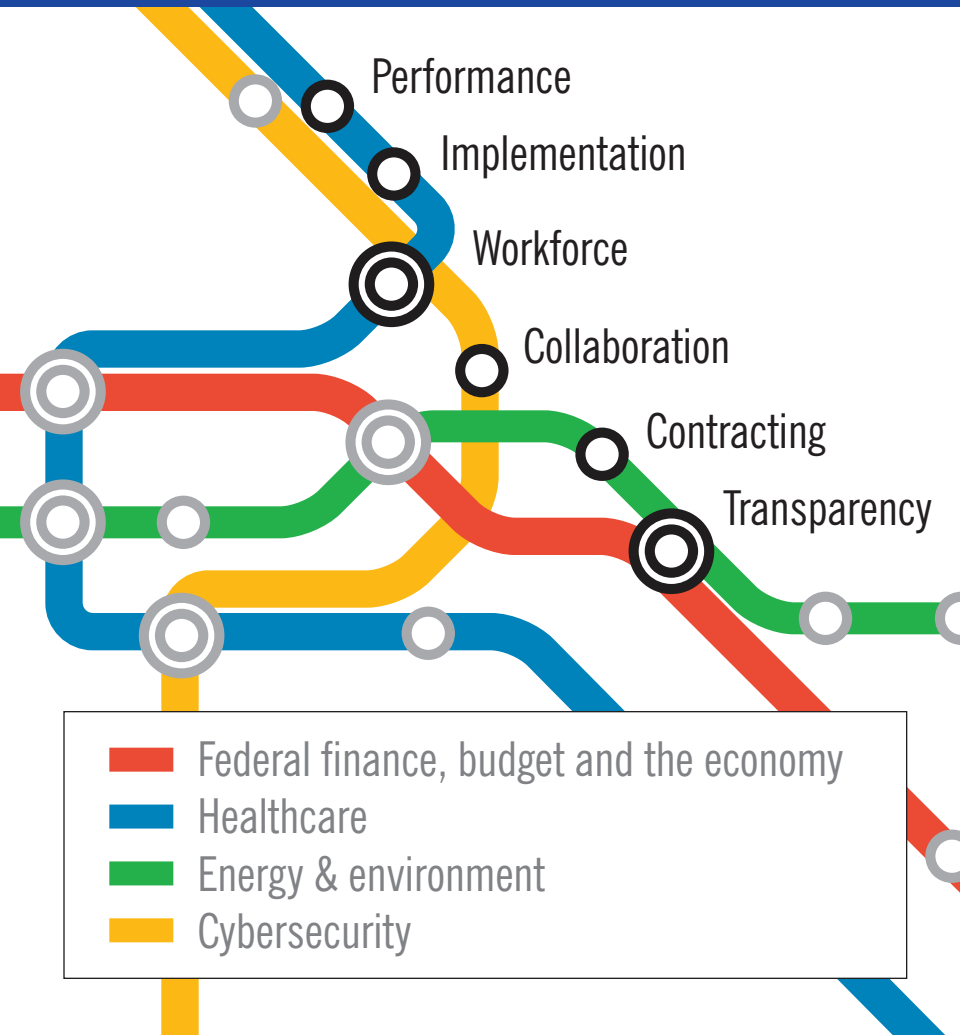 Performance
Implementation
Workforce
Collaboration
Contracting
Transparency
Federal finance, budget and the economy
Healthcare
Energy & environment
Cybersecurity